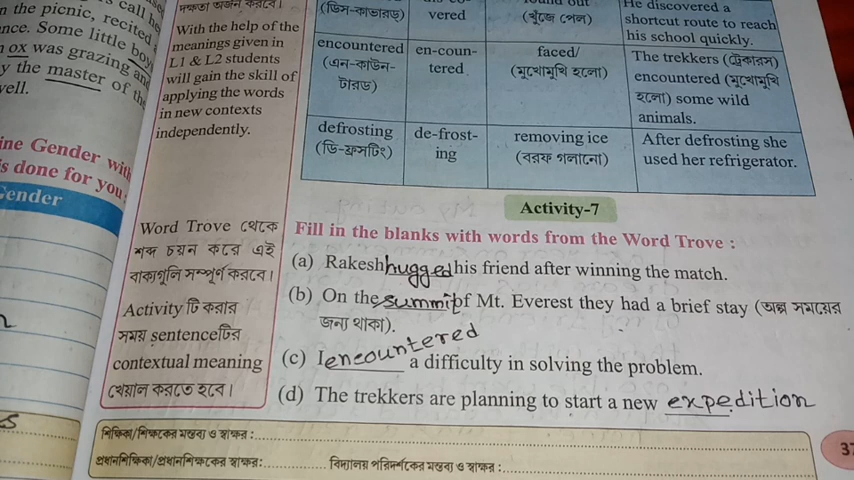 call he
n the picnic, recited
nce. Some little boy
ox was grazing and
y the master of the
vell.
ine Gender with
s done for you.
Gender
দক্ষতা অর্জন করবে।
With the help of the
meanings given in
L1 & L2 students
will gain the skill of
applying the words
in new contexts
independently.
(ডিস-কাভারড্) vered (খুঁজে পেল)
He discovered a
shortcut route to reach
his school quickly.
encountered en-coun- faced/ The trekkers (ট্রেকারস)
(এন-কাউন- tered (মুখোমুখি হলো) encountered (মুখোমুখি
টারড) হলো) some wild
animals.
defrosting de-frost- removing ice After defrosting she
(ডি-ফ্রসটিং) ing (বরফ গলানো) used her refrigerator.
Activity-7
Word Trove থেকে
শব্দ চয়ন করে এই
বাক্যগুলি সম্পূর্ণ করবে।
Activity টি করার
সময় sentenceটির
contextual meaning
খেয়াল করতে হবে।
Fill in the blanks with words from the Word Trove :
(a) Rakesh hugged his friend after winning the match.
(b) On the summit of Mt. Everest they had a brief stay (অল্প সময়ের
জন্য থাকা).
(c) I encountered a difficulty in solving the problem.
(d) The trekkers are planning to start a new expedition
শিক্ষিকা/শিক্ষকের মন্তব্য ও স্বাক্ষর :
প্রধানশিক্ষিকা/প্রধানশিক্ষকের স্বাক্ষর: বিদ্যালয় পরিদর্শকের মন্তব্য ও স্বাক্ষর :
37